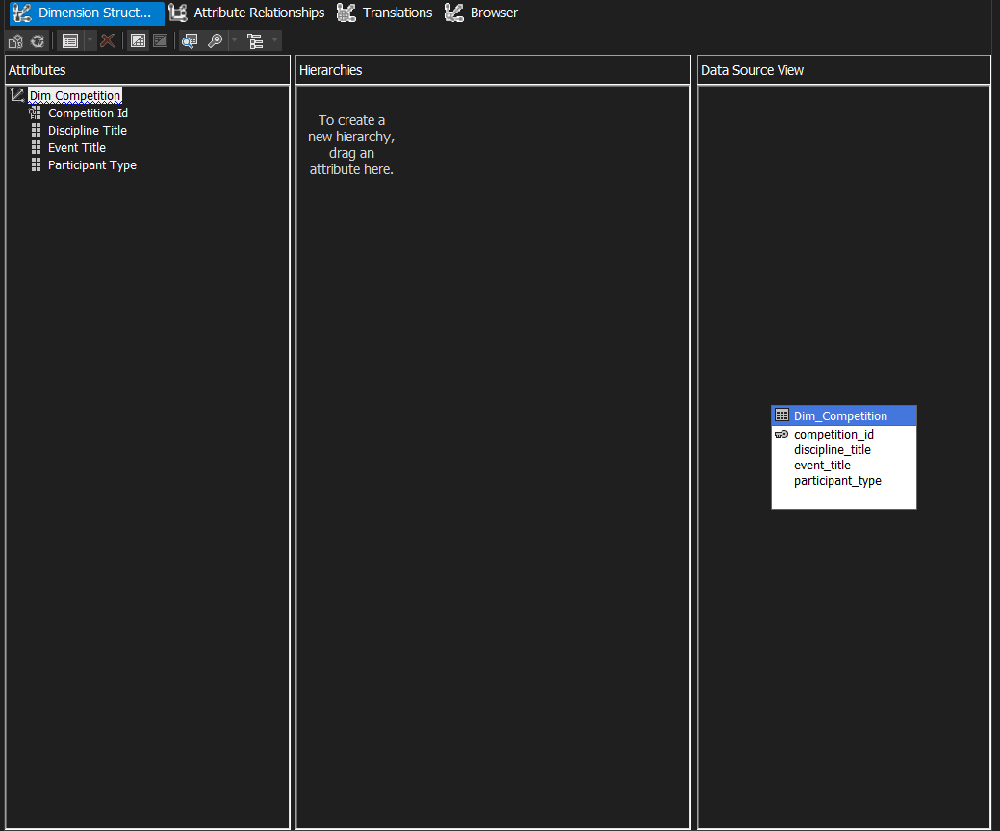 Dimension Struct...
Attribute Relationships
Translations
Browser
Attributes
Dim Competition
Competition Id
Discipline Title
Event Title
Participant Type
Hierarchies
To create a
new hierarchy,
drag an
attribute here.
Data Source View
Dim_Competition
competition_id
discipline_title
event_title
participant_type